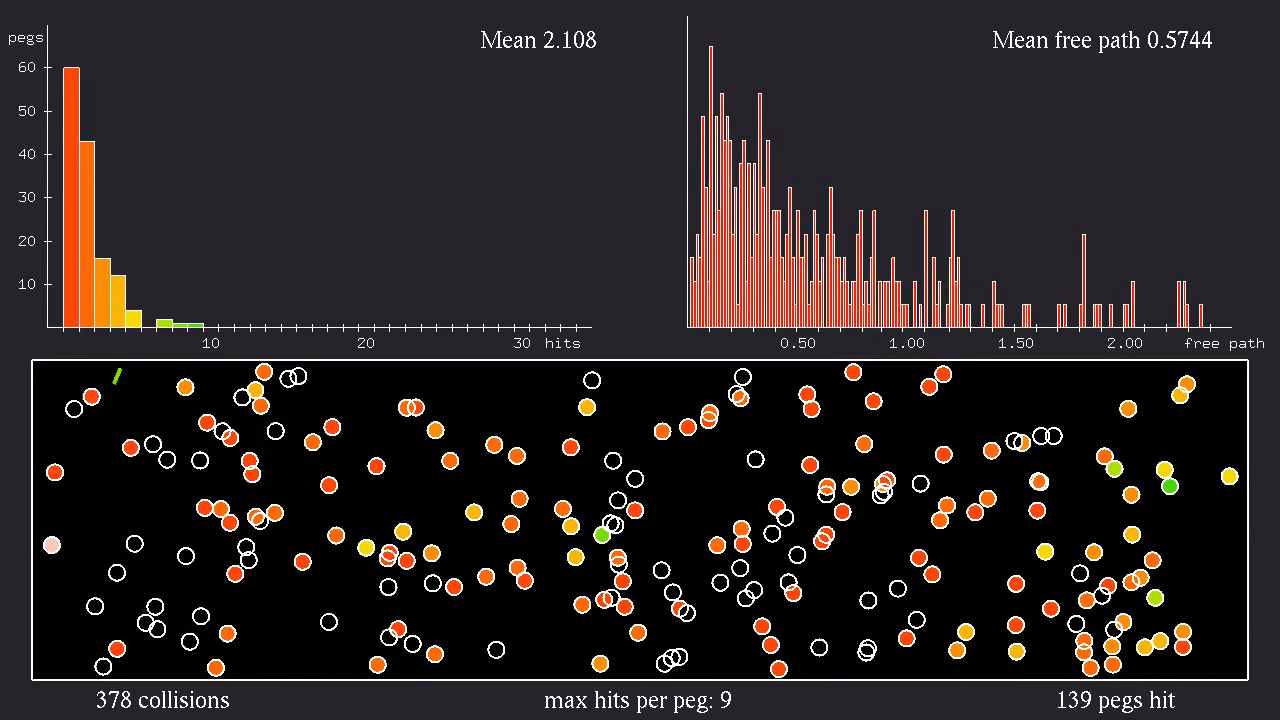 pegs
Mean 2.108
60
50
40
30
20
10
10 20 30 hits
Mean free path 0.5744
0.50 1.00 1.50 2.00 free path
378 collisions
max hits per peg: 9
139 pegs hit